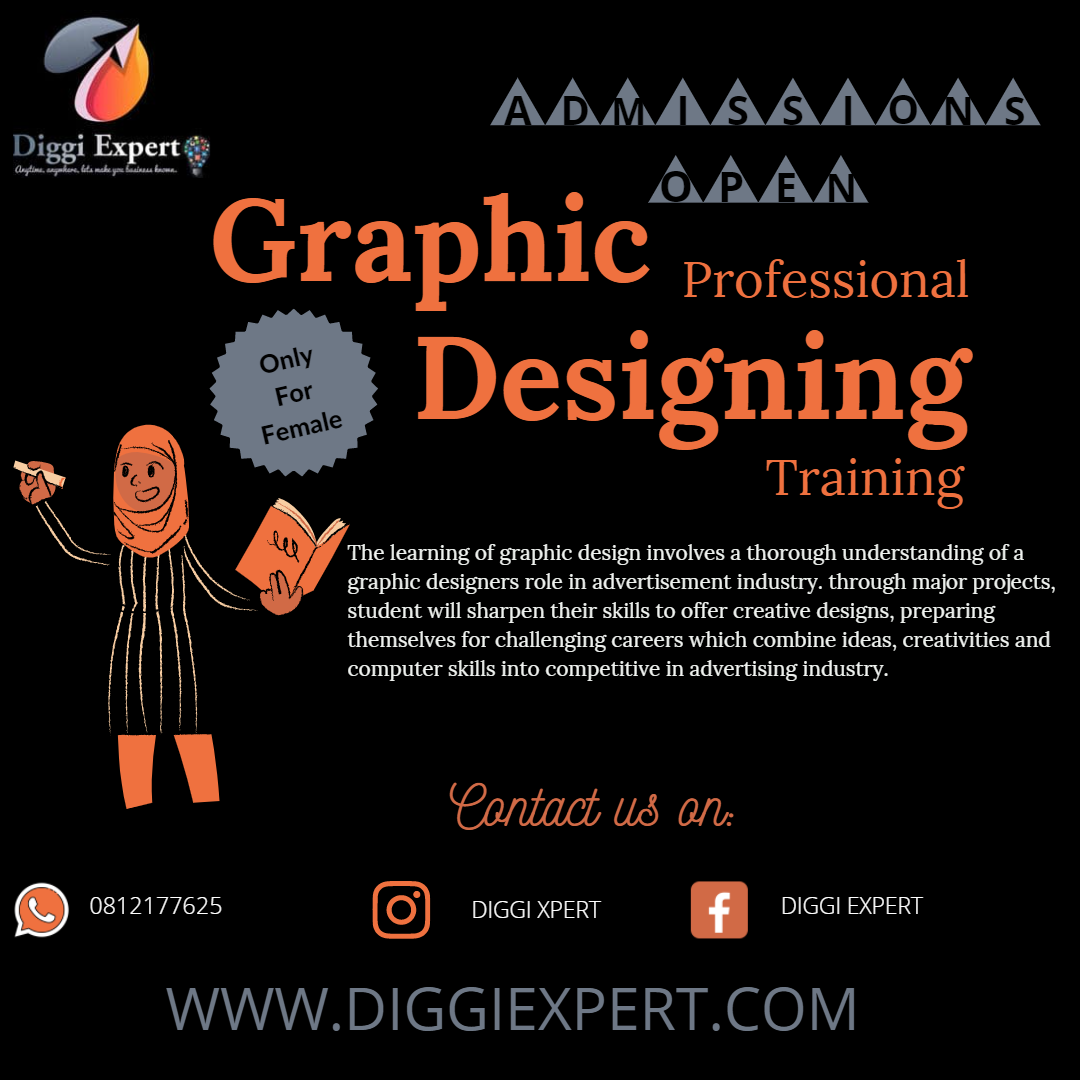 Diggi Expert
Anytime, anywhere, lets make you business known.
ADMISSIONS
OPEN
Graphic
Professional
Designing
Training
Only
For
Female
The learning of graphic design involves a thorough understanding of a
graphic designers role in advertisement industry. through major projects,
student will sharpen their skills to offer creative designs, preparing
themselves for challenging careers which combine ideas, creativities and
computer skills into competitive in advertising industry.
Contact us on:
0812177625
DIGGI XPERT
DIGGI EXPERT
WWW.DIGGIEXPERT.COM